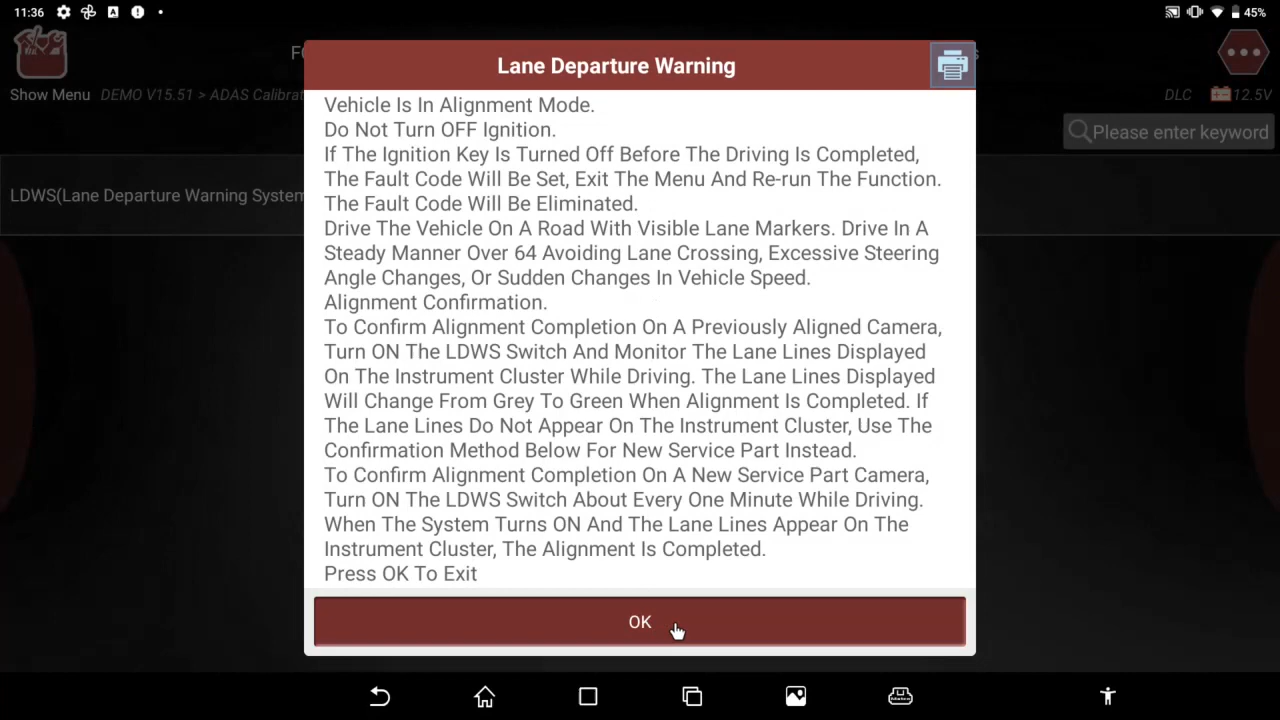 11:36
45%
Lane Departure Warning
Show Menu
DEMO V15.51 > ADAS Calibrat
DLC
12.5V
Please enter keyword
LDWS(Lane Departure Warning System
Vehicle Is In Alignment Mode.
Do Not Turn OFF Ignition.
If The Ignition Key Is Turned Off Before The Driving Is Completed,
The Fault Code Will Be Set, Exit The Menu And Re-run The Function.
The Fault Code Will Be Eliminated.
Drive The Vehicle On A Road With Visible Lane Markers. Drive In A
Steady Manner Over 64 Avoiding Lane Crossing, Excessive Steering
Angle Changes, Or Sudden Changes In Vehicle Speed.
Alignment Confirmation.
To Confirm Alignment Completion On A Previously Aligned Camera,
Turn ON The LDWS Switch And Monitor The Lane Lines Displayed
On The Instrument Cluster While Driving. The Lane Lines Displayed
Will Change From Grey To Green When Alignment Is Completed. If
The Lane Lines Do Not Appear On The Instrument Cluster, Use The
Confirmation Method Below For New Service Part Instead.
To Confirm Alignment Completion On A New Service Part Camera,
Turn ON The LDWS Switch About Every One Minute While Driving.
When The System Turns ON And The Lane Lines Appear On The
Instrument Cluster, The Alignment Is Completed.
Press OK To Exit
OK